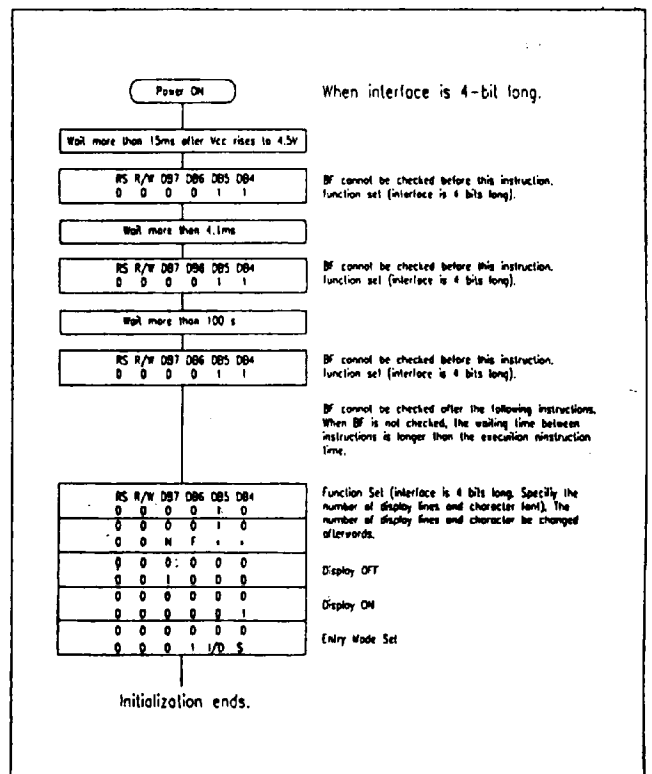 Power ON
When interface is 4-bit long.
Wait more than 15ms after Vcc rises to 4.5V
RS R/W DB7 DB6 DB5 DB4
0 0 0 0 1 1
BF cannot be checked before this instruction.
function set (interface is 4 bits long).
Wait more than 4.1ms
RS R/W DB7 DB6 DB5 DB4
0 0 0 0 1 1
BF cannot be checked before this instruction.
function set (interface is 4 bits long).
Wait more than 100 s
RS R/W DB7 DB6 DB5 DB4
0 0 0 0 1 1
BF cannot be checked before this instruction.
function set (interface is 4 bits long).
BF cannot be checked after the following instructions.
When BF is not checked, the waiting time between
instructions is longer than the execution ninstruction
time.
RS R/W DB7 DB6 DB5 DB4
0 0 0 0 1 0
0 0 0 0 1 0
0 0 N F * *
Function Set (interface is 4 bits long. Specify the
number of display lines and character font). The
number of display lines and character be changed
afterwords.
0 0 0 0 0 0
0 0 1 0 0 0
Display OFF
0 0 0 0 0 0
0 0 0 0 0 1
Display ON
0 0 0 0 0 0
0 0 0 1 I/D S
Entry Mode Set
Initialization ends.